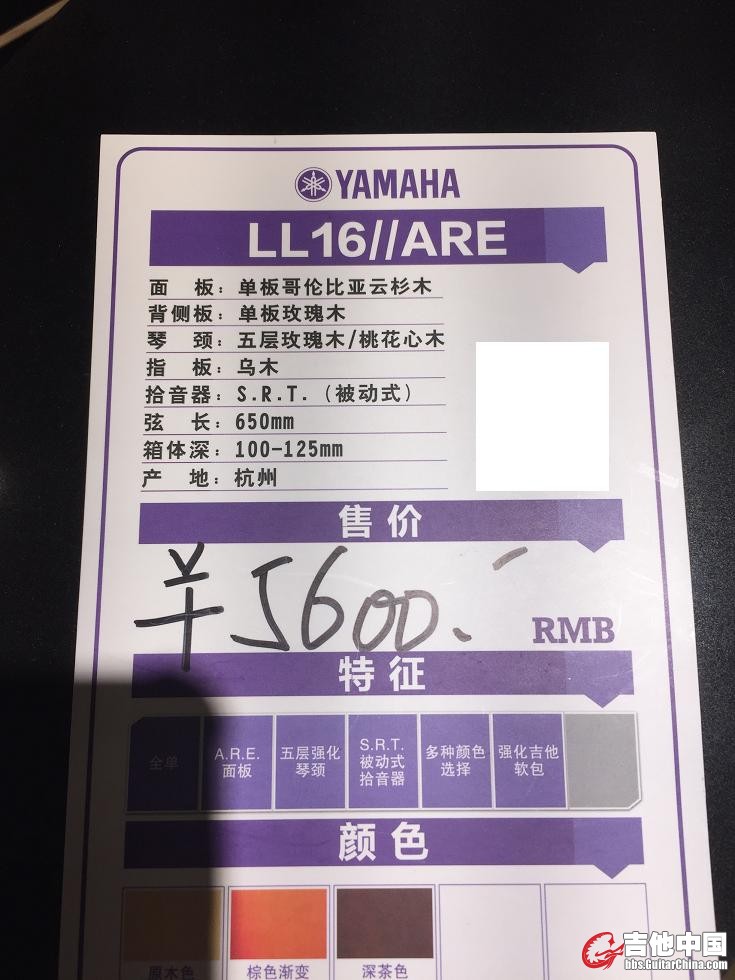 YAMAHA
LL16//ARE
面 板：单板哥伦比亚云杉木
背侧板：单板玫瑰木
琴 颈：五层玫瑰木/桃花心木
指 板：乌木
拾音器：S.R.T.（被动式）
弦 长：650mm
箱体深：100-125mm
产 地：杭州
售价
￥5600.
RMB
特征
全单
A.R.E.
面板
五层强化
琴颈
S.R.T.
被动式
拾音器
多种颜色
选择
强化吉他
软包
颜色
原木色
棕色渐变
深茶色
吉他中国
bbs.GuitarChina.com